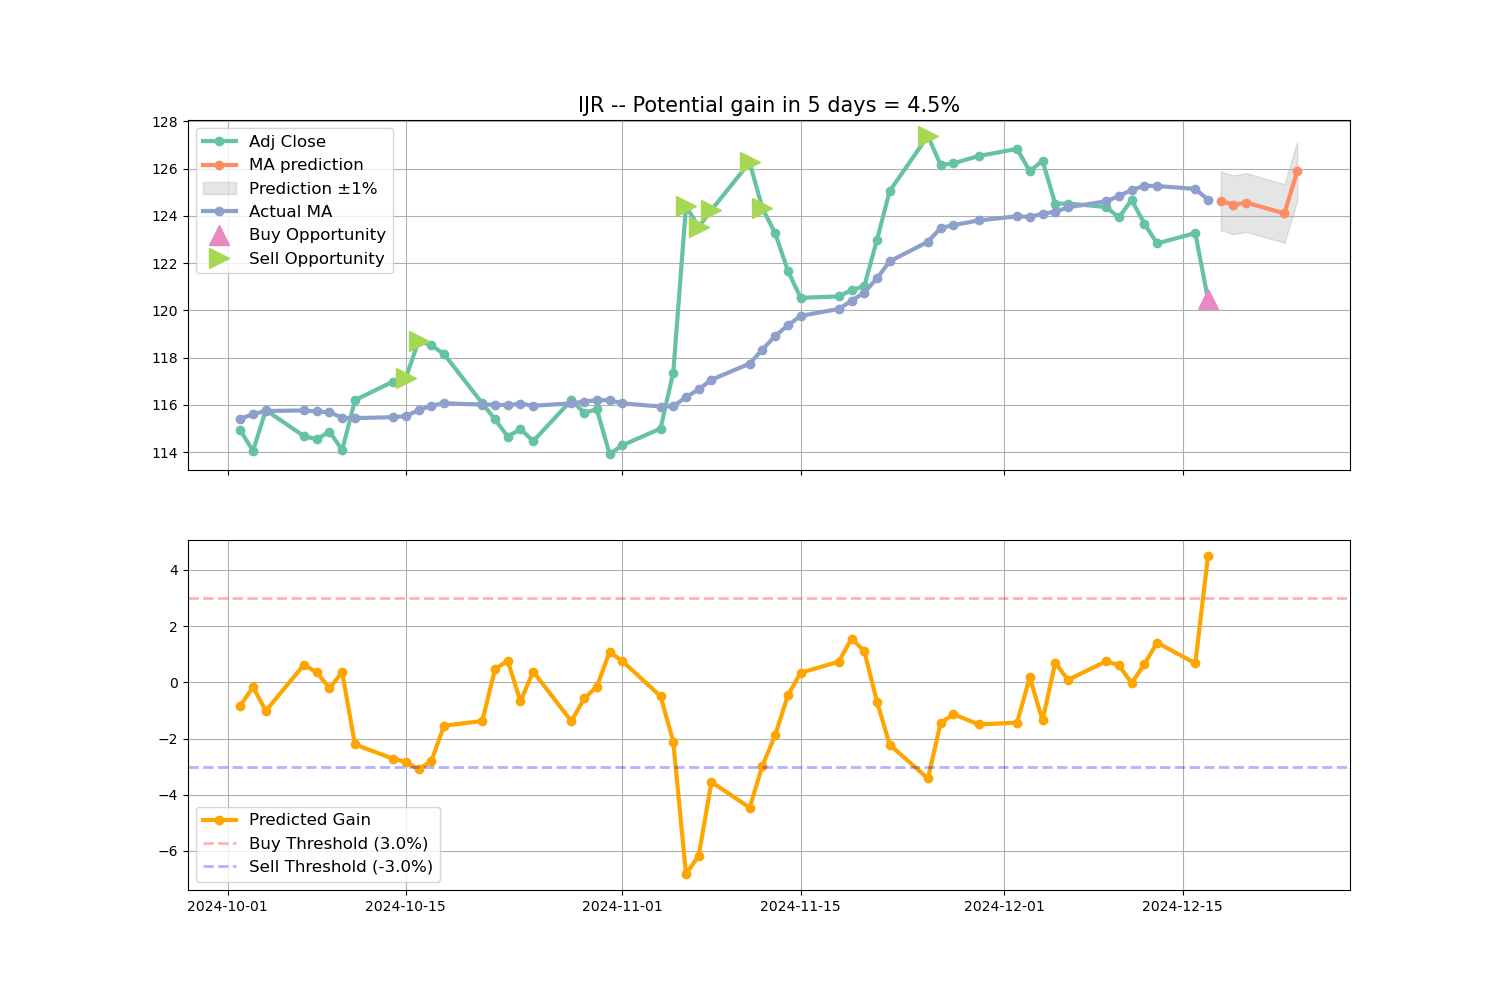 IJR -- Potential gain in 5 days = 4.5%
128
126
124
122
120
118
116
114
Adj Close
MA prediction
Prediction ±1%
Actual MA
Buy Opportunity
Sell Opportunity
4
2
0
−2
−4
−6
Predicted Gain
Buy Threshold (3.0%)
Sell Threshold (-3.0%)
2024-10-01 2024-10-15 2024-11-01 2024-11-15 2024-12-01 2024-12-15